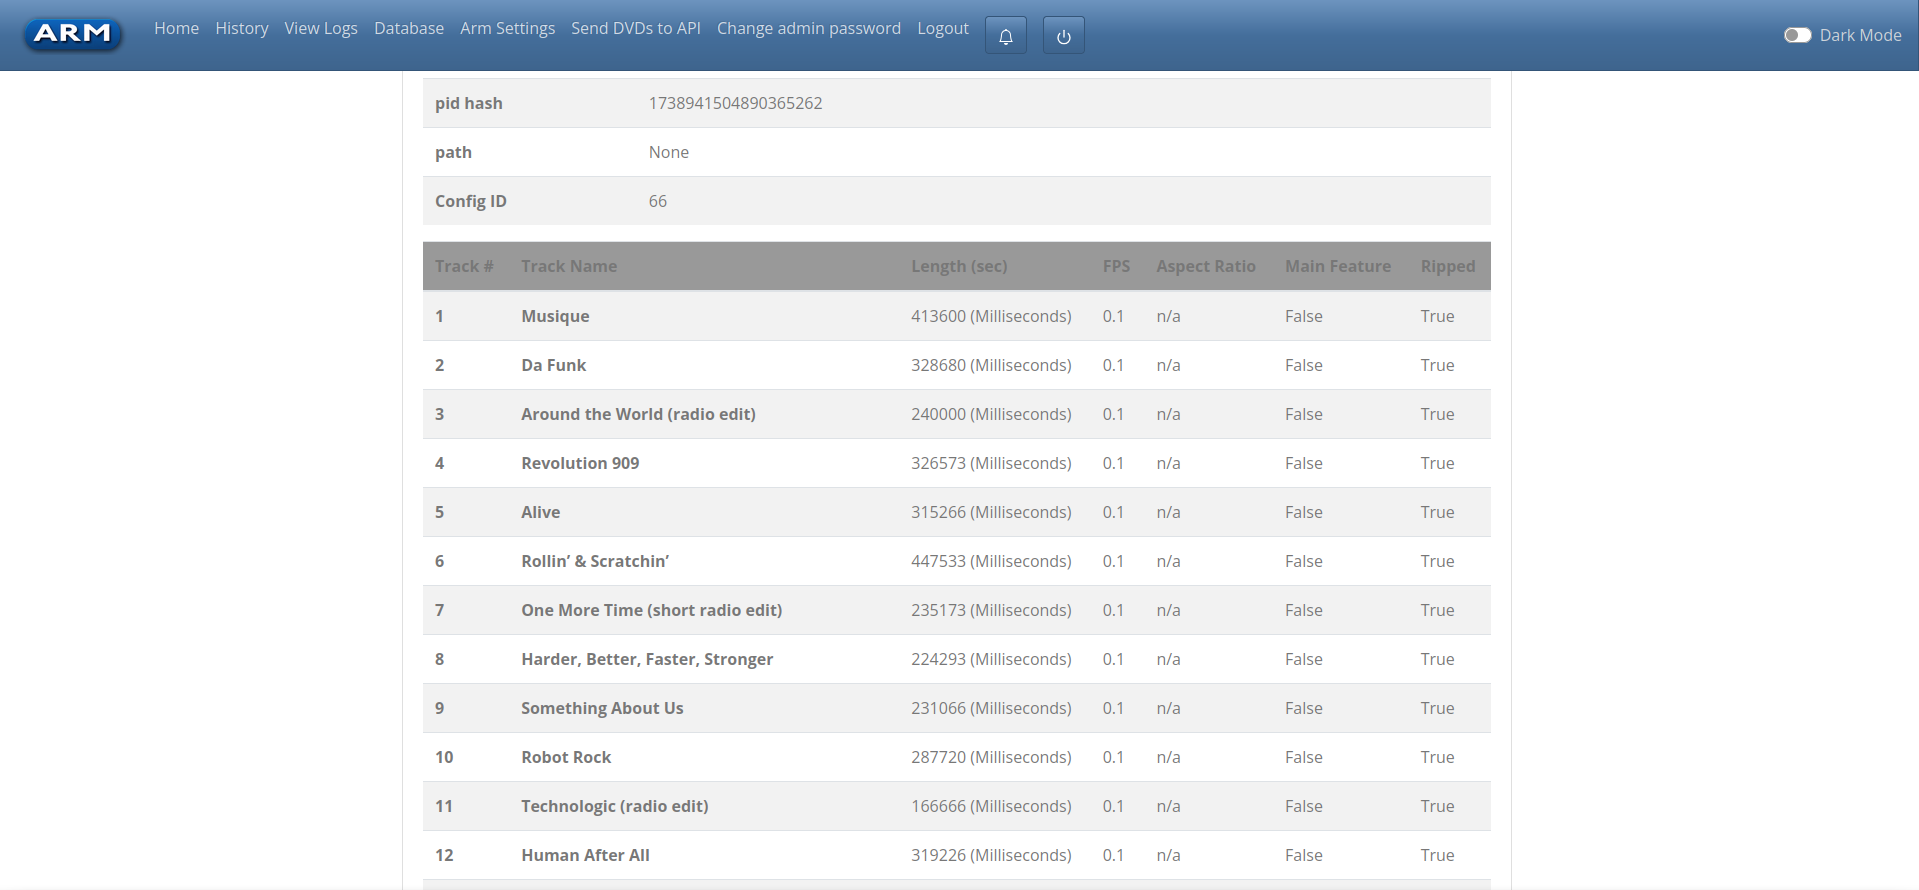 ARM Home History View Logs Database Arm Settings Send DVDs to API Change admin password Logout Dark Mode
pid hash 1738941504890365262
path None
Config ID 66
Track # Track Name Length (sec) FPS Aspect Ratio Main Feature Ripped
1 Musique 413600 (Milliseconds) 0.1 n/a False True
2 Da Funk 328680 (Milliseconds) 0.1 n/a False True
3 Around the World (radio edit) 240000 (Milliseconds) 0.1 n/a False True
4 Revolution 909 326573 (Milliseconds) 0.1 n/a False True
5 Alive 315266 (Milliseconds) 0.1 n/a False True
6 Rollin’ & Scratchin’ 447533 (Milliseconds) 0.1 n/a False True
7 One More Time (short radio edit) 235173 (Milliseconds) 0.1 n/a False True
8 Harder, Better, Faster, Stronger 224293 (Milliseconds) 0.1 n/a False True
9 Something About Us 231066 (Milliseconds) 0.1 n/a False True
10 Robot Rock 287720 (Milliseconds) 0.1 n/a False True
11 Technologic (radio edit) 166666 (Milliseconds) 0.1 n/a False True
12 Human After All 319226 (Milliseconds) 0.1 n/a False True